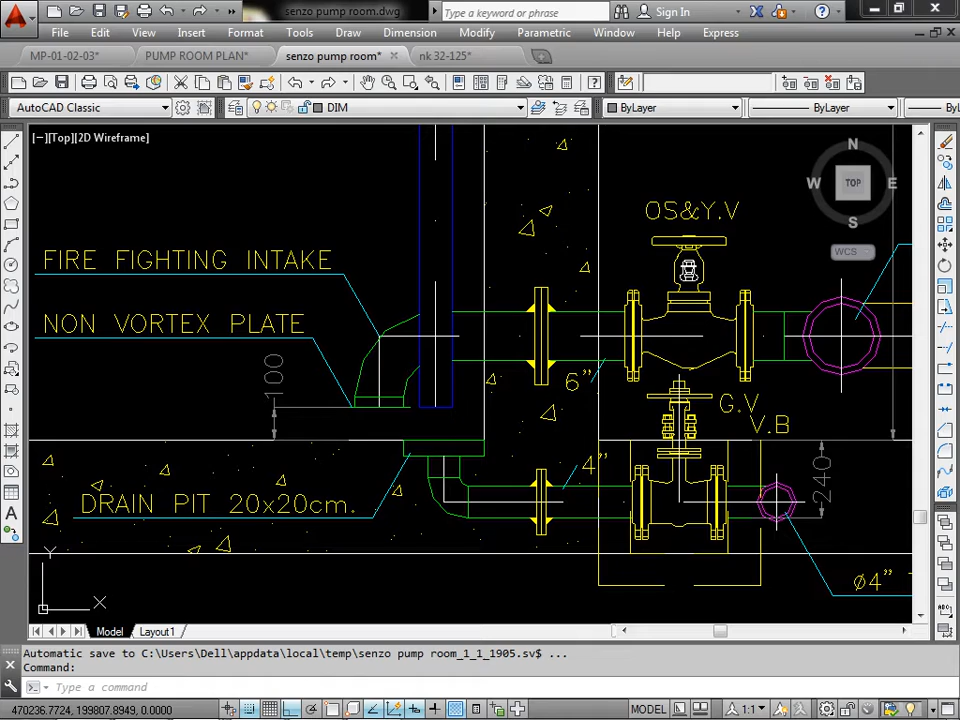 senzo pump room.dwg
Type a keyword or phrase
Sign In
File Edit View Insert Format Tools Draw Dimension Modify Parametric Window Help Express
MP-01-02-03* PUMP ROOM PLAN* senzo pump room* nk 32-125*
AutoCAD Classic
DIM
ByLayer
ByLayer
ByL
[−][Top][2D Wireframe]
N
W TOP E
S
WCS
OS&Y.V
FIRE FIGHTING INTAKE
NON VORTEX PLATE
100
6”
G.V
V.B
4”
240
DRAIN PIT 20x20cm.
Ø4”
Y
X
Model Layout1
Automatic save to C:\Users\Dell\appdata\local\temp\senzo pump room_1_1_1905.sv$ ...
Command:
Type a command
470236.7724, 199807.8949, 0.0000
MODEL
1:1